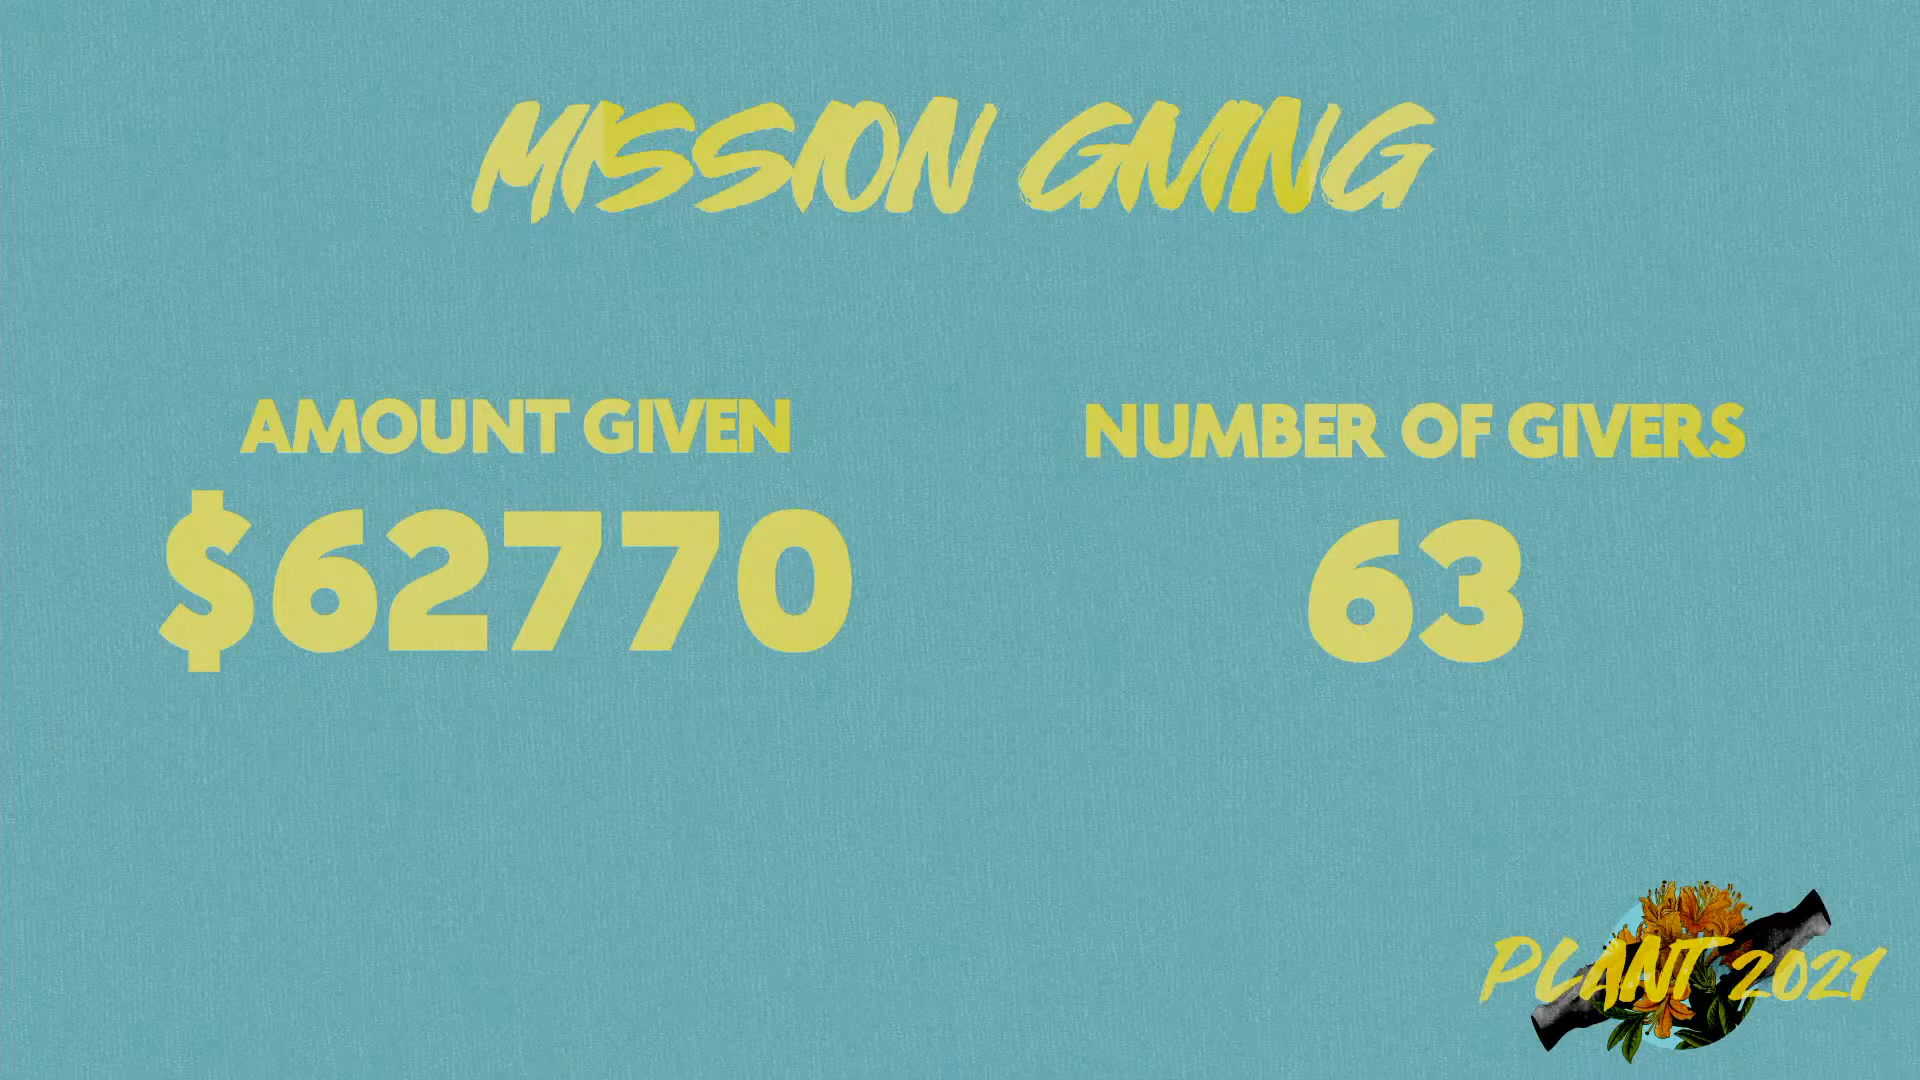 MISSION GIVING
AMOUNT GIVEN
$62770
NUMBER OF GIVERS
63
PLANT 2021